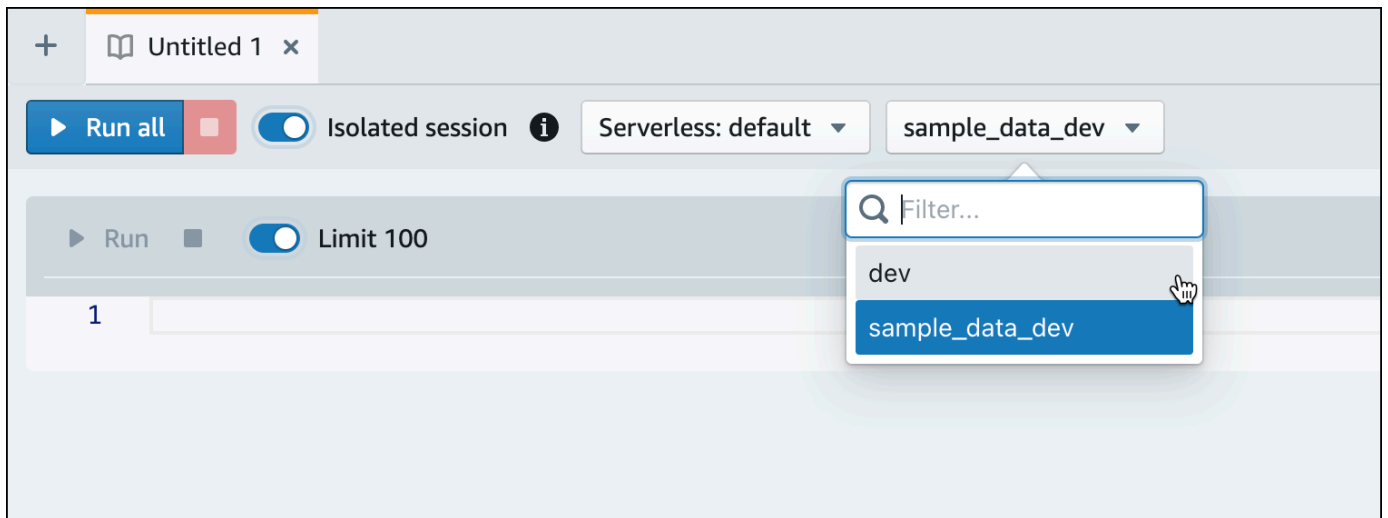 Untitled 1
Run all Isolated session Serverless: default sample_data_dev
Filter...
Run Limit 100
dev
1
sample_data_dev